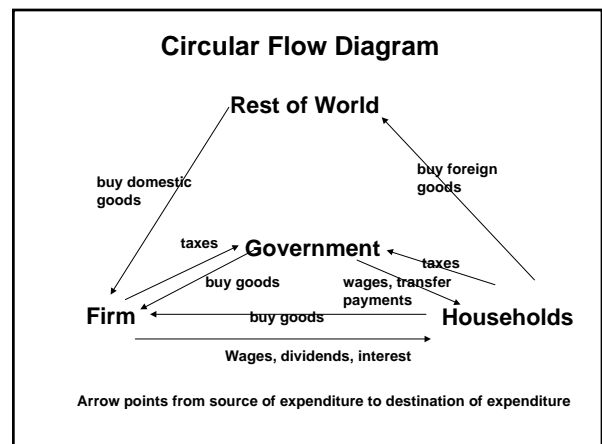 Circular Flow Diagram
Rest of World
buy domestic
goods
buy foreign
goods
taxes
Government
taxes
buy goods
wages, transfer
payments
Firm
buy goods
Households
Wages, dividends, interest
Arrow points from source of expenditure to destination of expenditure